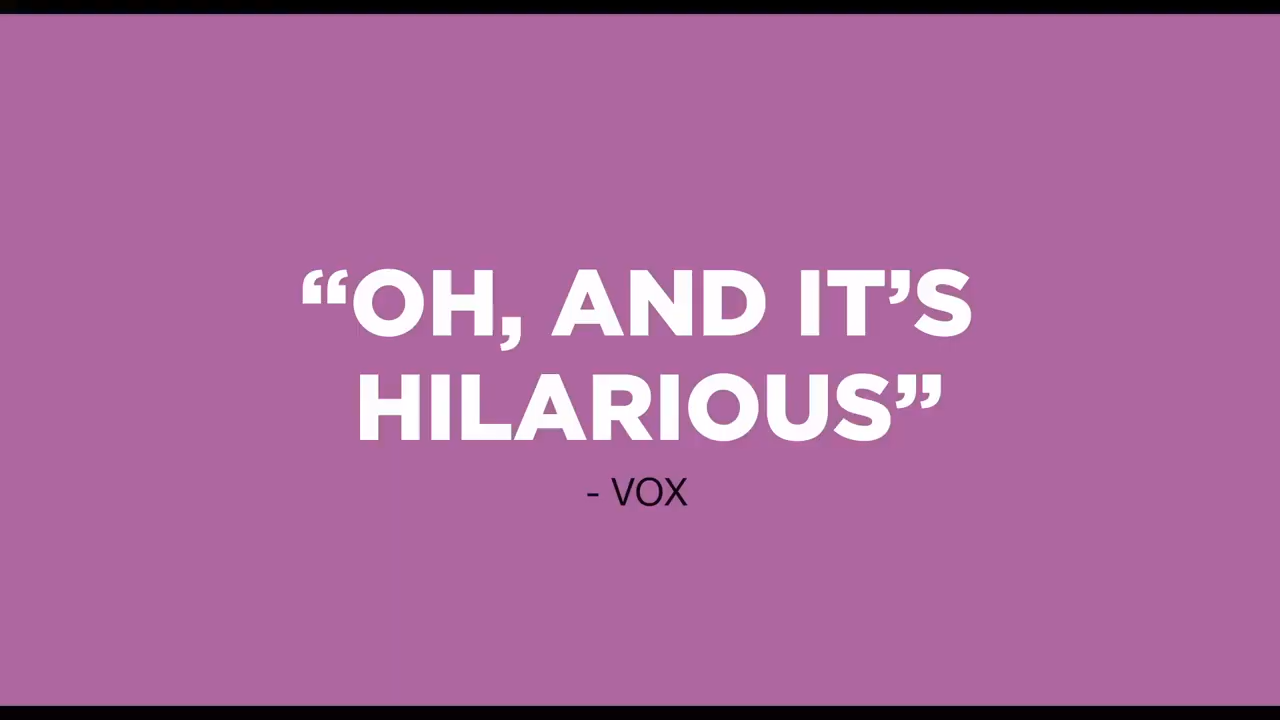 “OH, AND IT’S
HILARIOUS”
- VOX